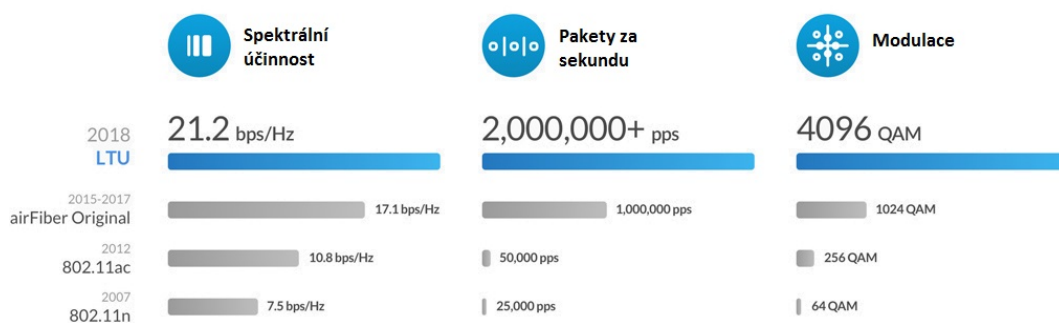 Spektrální
účinnost
Pakety za
sekundu
Modulace
2018
LTU
21.2 bps/Hz
2,000,000+ pps
4096 QAM
2015-2017
airFiber Original
17.1 bps/Hz
1,000,000 pps
1024 QAM
2012
802.11ac
10.8 bps/Hz
50,000 pps
256 QAM
2007
802.11n
7.5 bps/Hz
25,000 pps
64 QAM